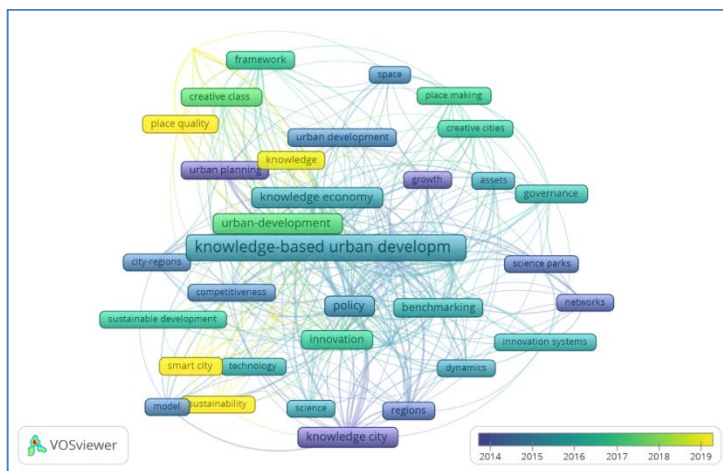 framework
space
creative class
place making
place quality
creative cities
urban development
knowledge
urban planning
growth
assets
knowledge economy
governance
urban-development
knowledge-based urban developm
city-regions
science parks
competitiveness
networks
policy
benchmarking
sustainable development
innovation
innovation systems
smart city
technology
dynamics
model
sustainability
science
regions
knowledge city
VOSviewer
2014 2015 2016 2017 2018 2019